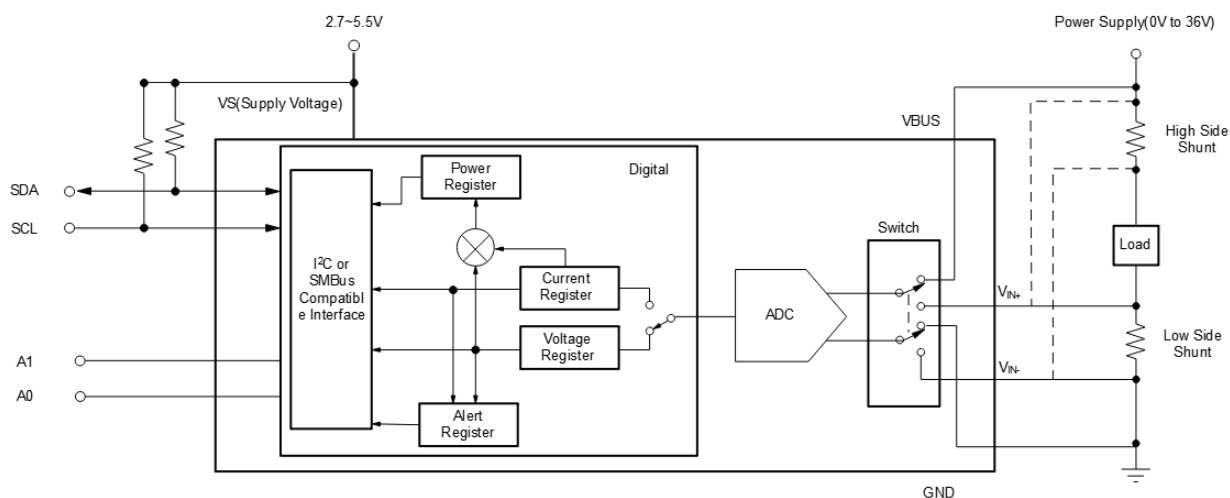 2.7~5.5V
Power Supply(0V to 36V)
VS(Supply Voltage)
VBUS
High Side
Shunt
Digital
Power
Register
SDA
SCL
Switch
Load
I²C or
SMBus
Compatibl
e Interface
Current
Register
VIN+
ADC
Voltage
Register
Low Side
Shunt
A1
VIN-
A0
Alert
Register
GND